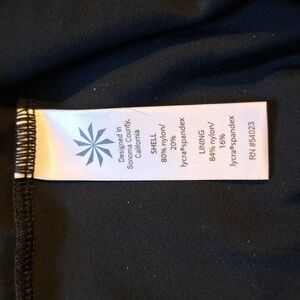 Designed in
Sonoma County,
California
SHELL
80% nylon/
20%
lycra®spandex
LINING
84% nylon/
16%
lycra®spandex
RN #54023